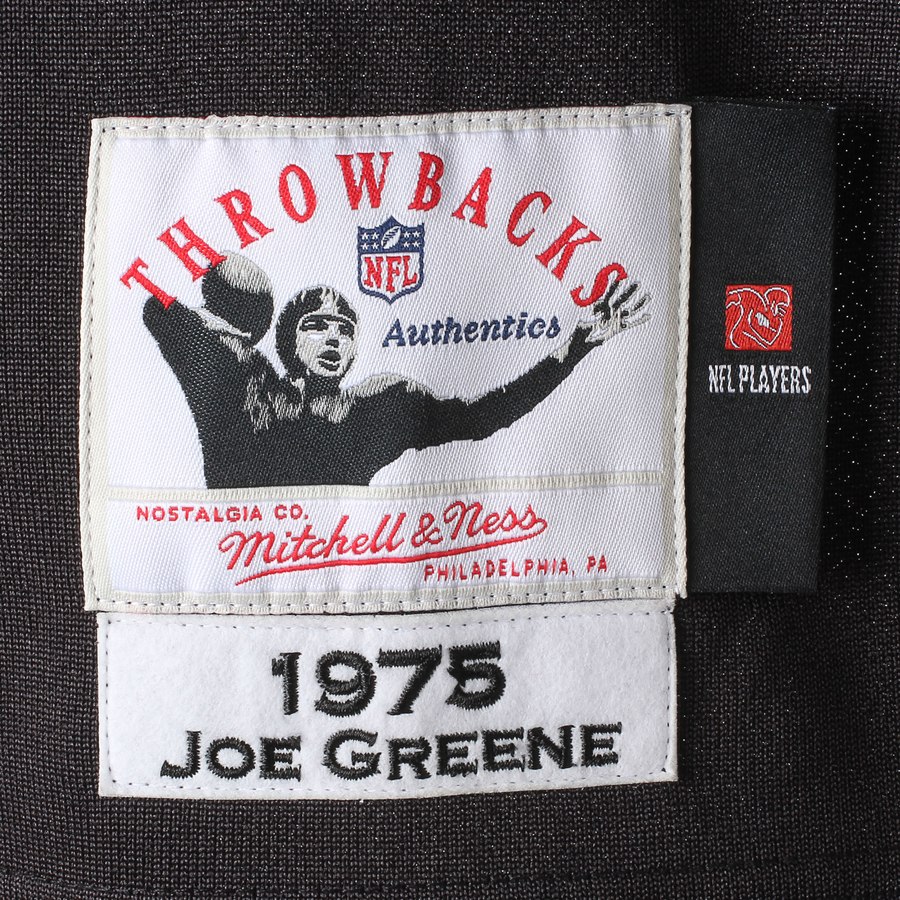 THROWBACKS
NFL
Authentics
NOSTALGIA CO.
Mitchell & Ness
PHILADELPHIA, PA
NFL PLAYERS
1975
JOE GREENE